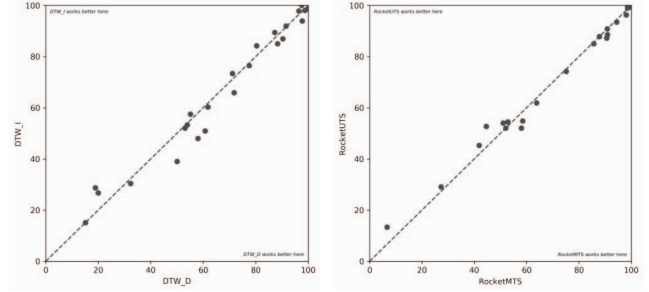 100
DTW_I works better here
80
60
DTW_I
40
20
DTW_D works better here
0
0 20 40 60 80 100
DTW_D
100
RocketUTS works better here
80
60
RocketUTS
40
20
RocketMTS works better here
0
0 20 40 60 80 100
RocketMTS